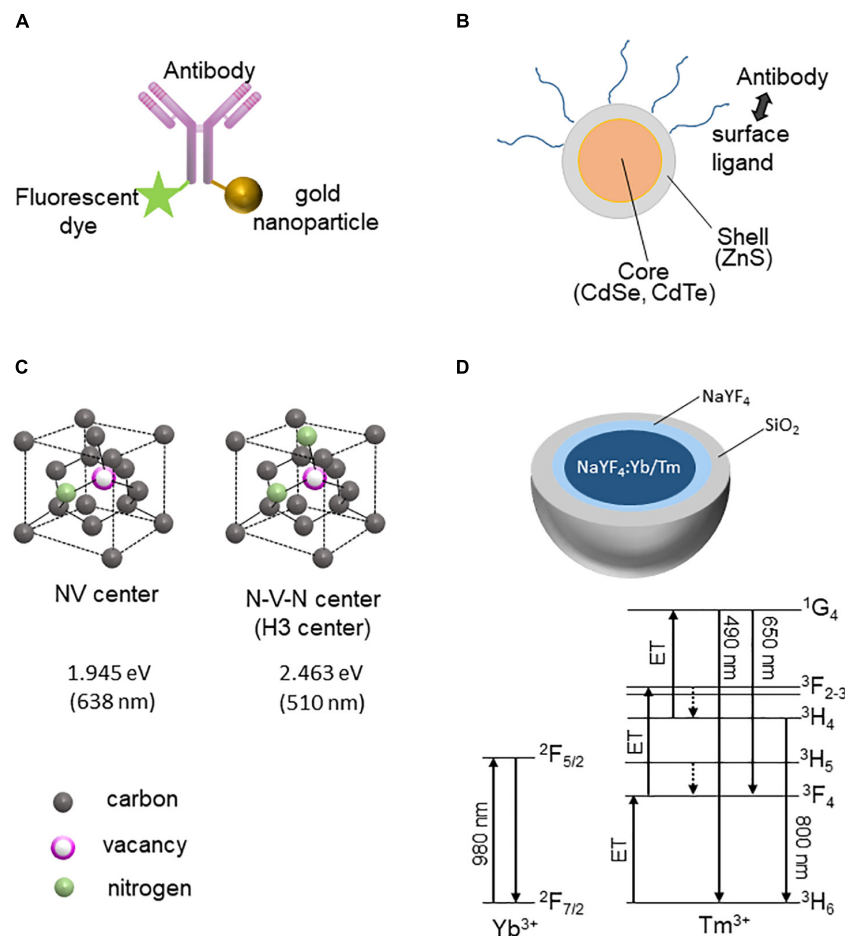 A
Antibody
Fluorescent
dye
gold
nanoparticle
B
Antibody
surface
ligand
Shell
(ZnS)
Core
(CdSe, CdTe)
C
NV center
1.945 eV
(638 nm)
N-V-N center
(H3 center)
2.463 eV
(510 nm)
carbon
vacancy
nitrogen
D
NaYF₄
SiO₂
NaYF₄:Yb/Tm
¹G₄
490 nm
650 nm
ET
³F₂₋₃
³H₄
ET
³H₅
³F₄
ET
800 nm
³H₆
Tm³⁺
²F₅/₂
980 nm
²F₇/₂
Yb³⁺